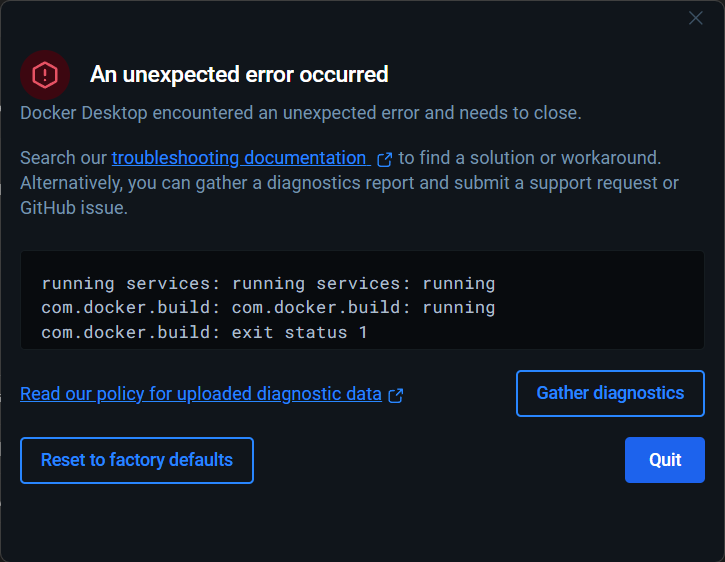 An unexpected error occurred
Docker Desktop encountered an unexpected error and needs to close.
Search our troubleshooting documentation to find a solution or workaround.
Alternatively, you can gather a diagnostics report and submit a support request or
GitHub issue.
running services: running services: running
com.docker.build: com.docker.build: running
com.docker.build: exit status 1
Read our policy for uploaded diagnostic data
Gather diagnostics
Reset to factory defaults
Quit